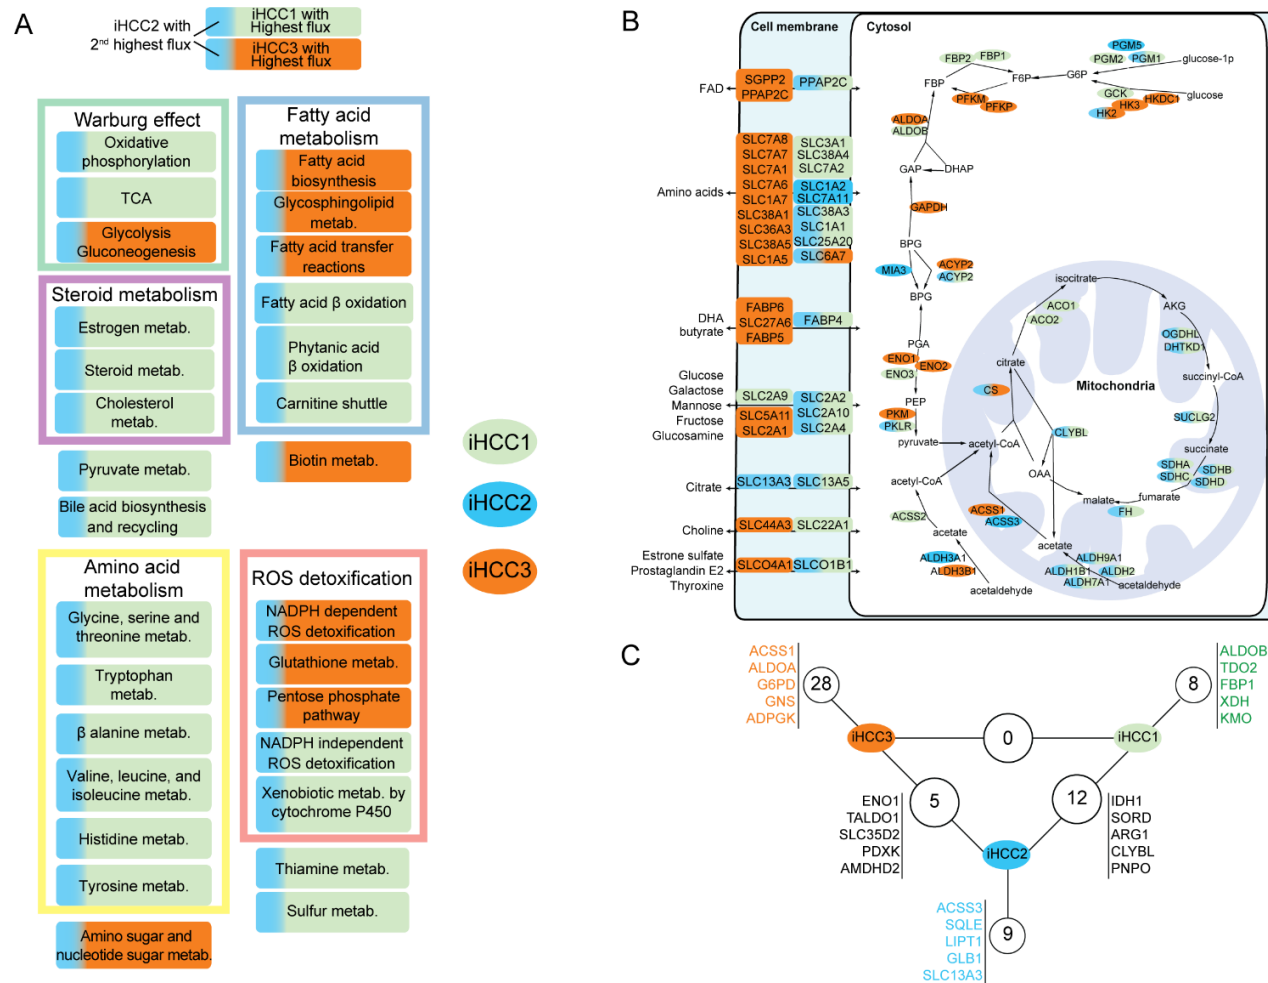 A
iHCC2 with
2nd highest flux
iHCC1 with
Highest flux
iHCC3 with
Highest flux
Warburg effect
Oxidative
phosphorylation
TCA
Glycolysis
Gluconeogenesis
Steroid metabolism
Estrogen metab.
Steroid metab.
Cholesterol
metab.
Pyruvate metab.
Bile acid biosynthesis
and recycling
Amino acid
metabolism
Glycine, serine and
threonine metab.
Tryptophan
metab.
β alanine metab.
Valine, leucine, and
isoleucine metab.
Histidine metab.
Tyrosine metab.
Amino sugar and
nucleotide sugar metab.
Fatty acid
metabolism
Fatty acid
biosynthesis
Glycosphingolipid
metab.
Fatty acid transfer
reactions
Fatty acid β oxidation
Phytanic acid
β oxidation
Carnitine shuttle
Biotin metab.
ROS detoxification
NADPH dependent
ROS detoxification
Glutathione metab.
Pentose phosphate
pathway
NADPH independent
ROS detoxification
Xenobiotic metab. by
cytochrome P450
Thiamine metab.
Sulfur metab.
iHCC1
iHCC2
iHCC3
B
Cell membrane
Cytosol
FAD
SGPP2
PPAP2C
PPAP2C
Amino acids
SLC7A8
SLC7A7
SLC7A1
SLC7A6
SLC1A7
SLC38A1
SLC36A3
SLC38A5
SLC1A5
SLC3A1
SLC38A4
SLC7A2
SLC1A2
SLC7A11
SLC38A3
SLC1A1
SLC25A20
SLC6A7
DHA
butyrate
FABP6
SLC27A6
FABP5
FABP4
Glucose
Galactose
Mannose
Fructose
Glucosamine
SLC2A9
SLC5A11
SLC2A1
SLC2A2
SLC2A10
SLC2A4
Citrate
SLC13A3
SLC13A5
Choline
SLC44A3
SLC22A1
Estrone sulfate
Prostaglandin E2
Thyroxine
SLCO4A1
SLCO1B1
FBP2
FBP1
PGM5
PGM2
PGM1
glucose-1p
FBP
F6P
G6P
PFKM
PFKP
GCK
HKDC1
HK3
HK2
glucose
ALDOA
ALDOB
GAP
DHAP
GAPDH
BPG
MIA3
ACYP2
ACYP2
BPG
PGA
ENO1
ENO2
ENO3
PEP
PKM
PKLR
pyruvate
acetyl-CoA
acetyl-CoA
ACSS2
acetate
ALDH3A1
ALDH3B1
acetaldehyde
isocitrate
ACO1
ACO2
AKG
OGDHL
DHTKD1
citrate
Mitochondria
succinyl-CoA
CS
SUCLG2
CLYBL
succinate
OAA
SDHA
SDHB
SDHC
SDHD
malate
fumarate
FH
ACSS1
ACSS3
acetate
ALDH9A1
ALDH1B1
ALDH2
ALDH7A1
acetaldehyde
C
ACSS1
ALDOA
G6PD
GNS
ADPGK
28
8
ALDOB
TDO2
FBP1
XDH
KMO
iHCC3
0
iHCC1
5
12
ENO1
TALDO1
SLC35D2
PDXK
AMDHD2
IDH1
SORD
ARG1
CLYBL
PNPO
iHCC2
ACSS3
SQLE
LIPT1
GLB1
SLC13A3
9